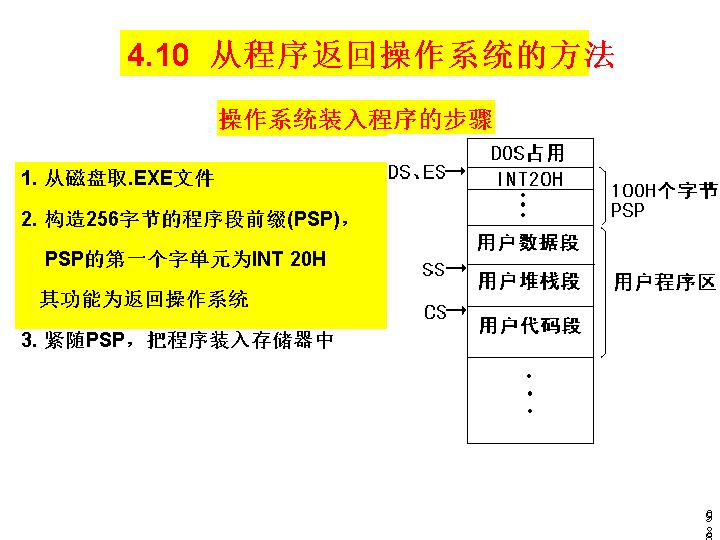 4.10 从程序返回操作系统的方法
操作系统装入程序的步骤
1. 从磁盘取.EXE文件
2. 构造256字节的程序段前缀(PSP)，
PSP的第一个字单元为INT 20H
其功能为返回操作系统
3. 紧随PSP，把程序装入存储器中
DOS占用
DS、ES
INT20H
100H个字节
PSP
用户数据段
SS
用户堆栈段
用户程序区
CS
用户代码段